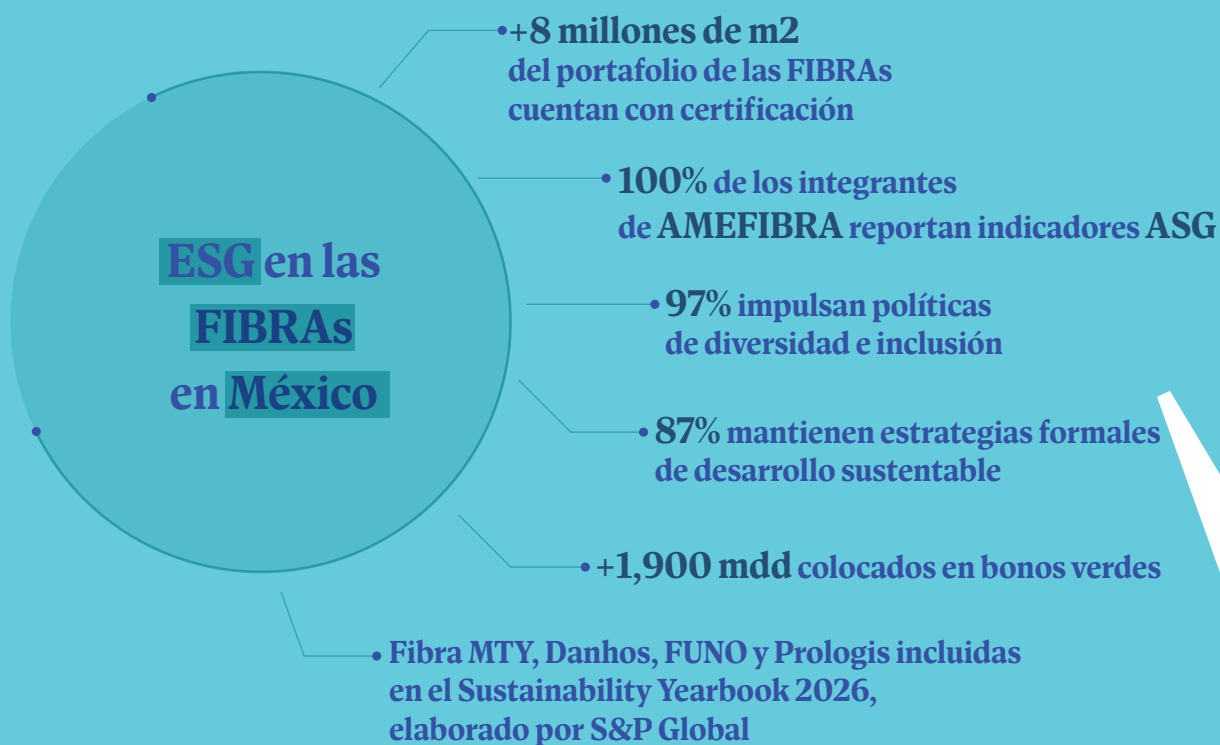 ESG en las
FIBRAs
en México
+8 millones de m2
del portafolio de las FIBRAs
cuentan con certificación
100% de los integrantes
de AMEFIBRA reportan indicadores ASG
97% impulsan políticas
de diversidad e inclusión
87% mantienen estrategias formales
de desarrollo sustentable
+1,900 mdd colocados en bonos verdes
Fibra MTY, Danhos, FUNO y Prologis incluidas
en el Sustainability Yearbook 2026,
elaborado por S&P Global